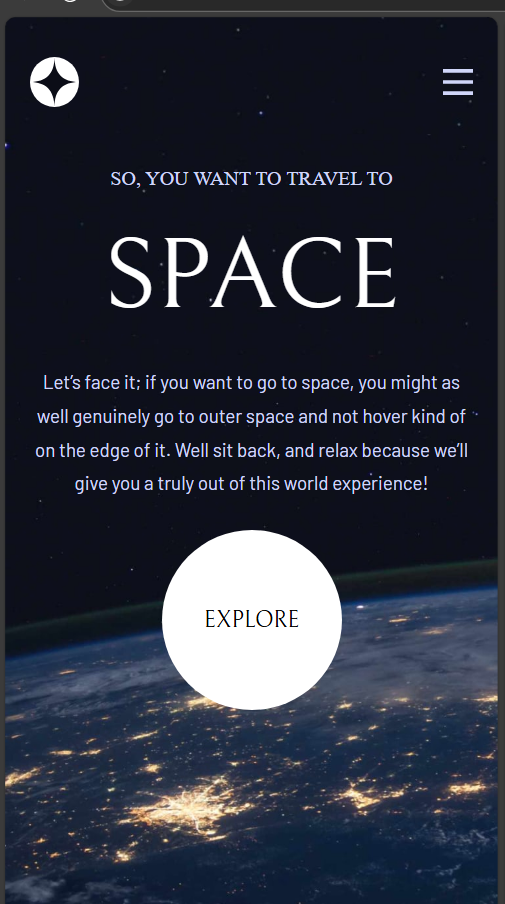 SO, YOU WANT TO TRAVEL TO
SPACE
Let’s face it; if you want to go to space, you might as
well genuinely go to outer space and not hover kind of
on the edge of it. Well sit back, and relax because we’ll
give you a truly out of this world experience!
EXPLORE